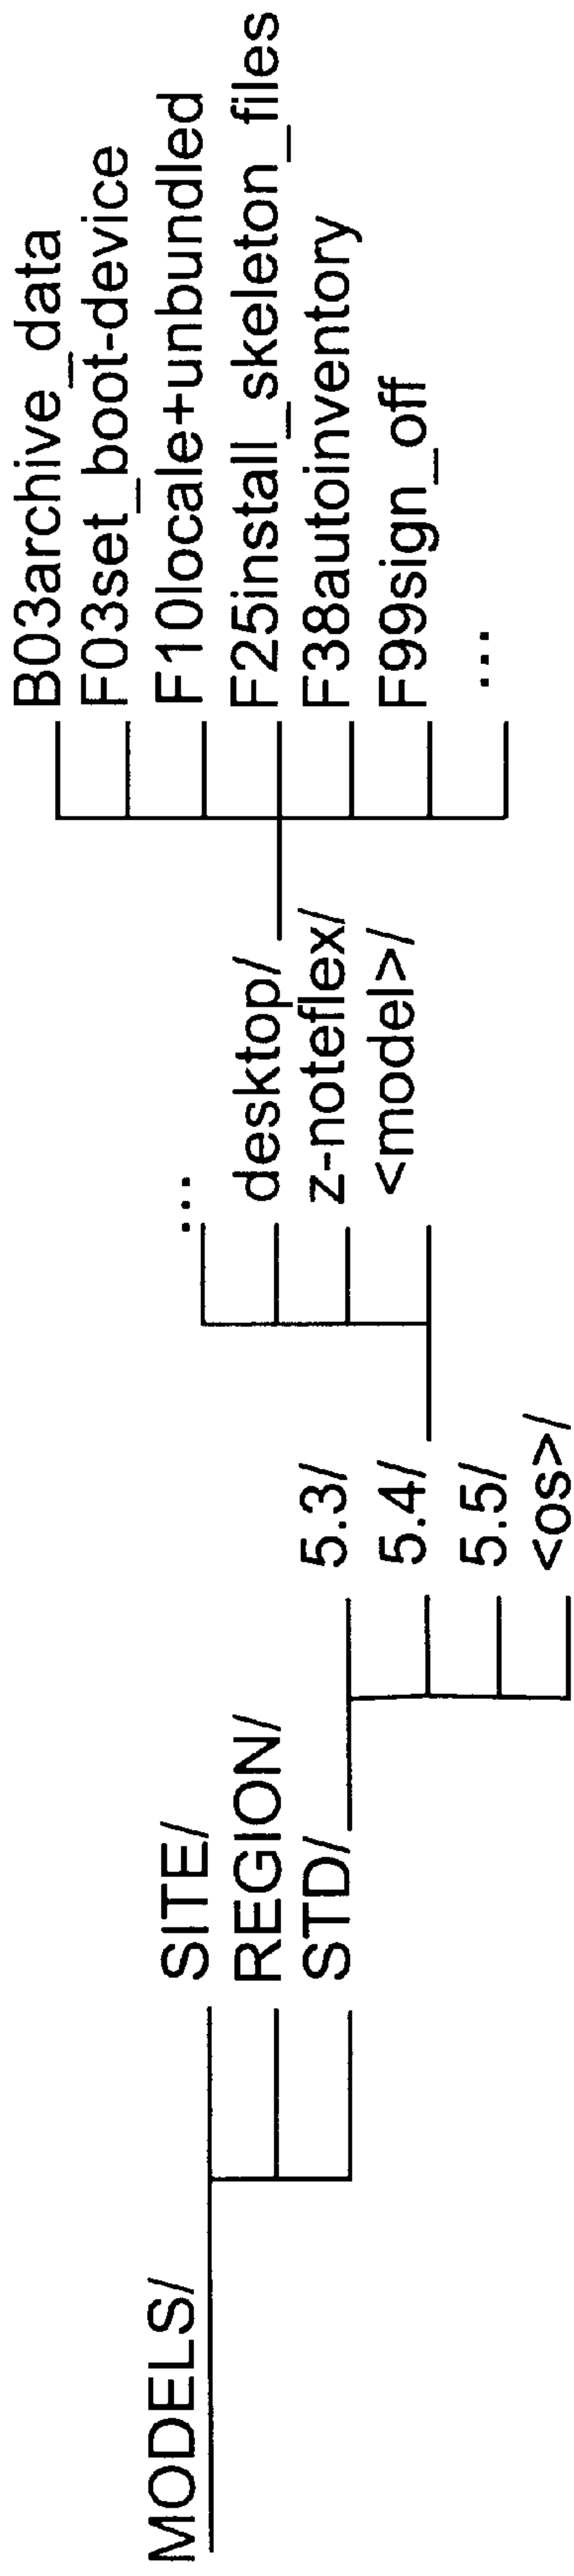 MODELS/
SITE/
REGION/
STD/
5.3/
5.4/
5.5/
<os>/
...
desktop/
z-noteflex/
<model>/
B03archive_data
F03set_boot-device
F10locale+unbundled
F25install_skeleton_files
F38autoinventory
F99sign_off
...